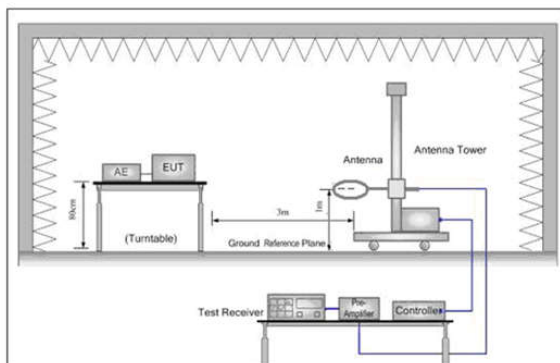 Antenna
Antenna Tower
AE
EUT
80cm
(Turntable)
3m
1m
Ground Reference Plane
Test Receiver
Pre-
Amplifier
Controller